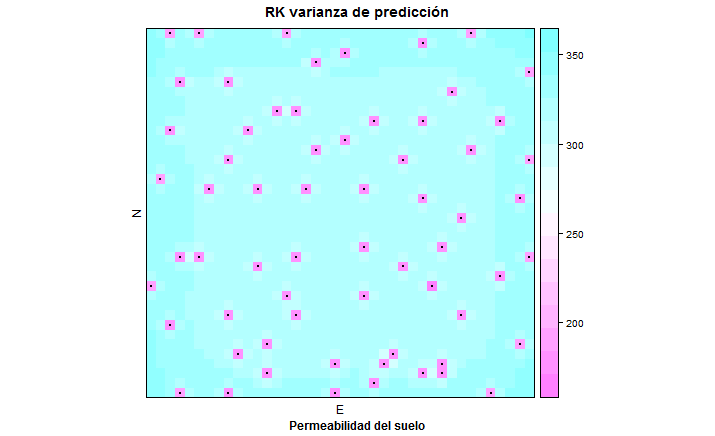 RK varianza de predicción
350
300
N
250
200
E
Permeabilidad del suelo